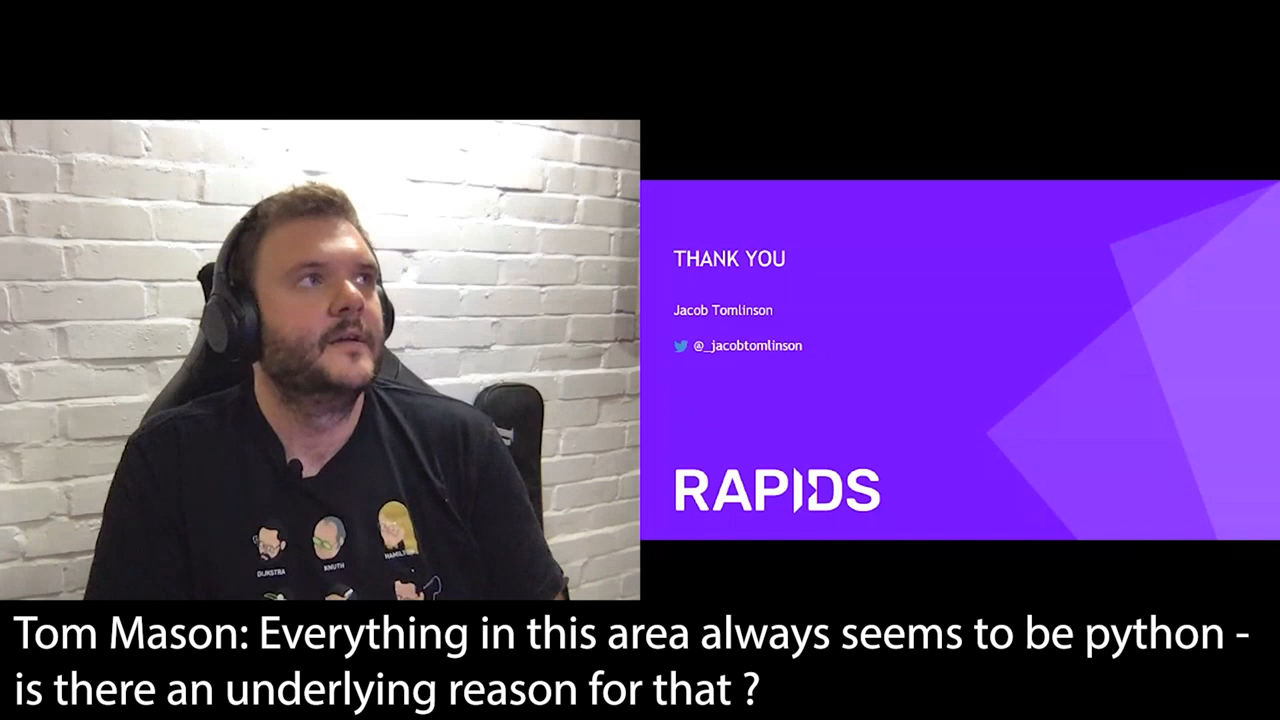 THANK YOU
Jacob Tomlinson
@_jacobtomlinson
RAPIDS
DIJKSTRA
KNUTH
HAMILTON
Tom Mason: Everything in this area always seems to be python -
is there an underlying reason for that ?